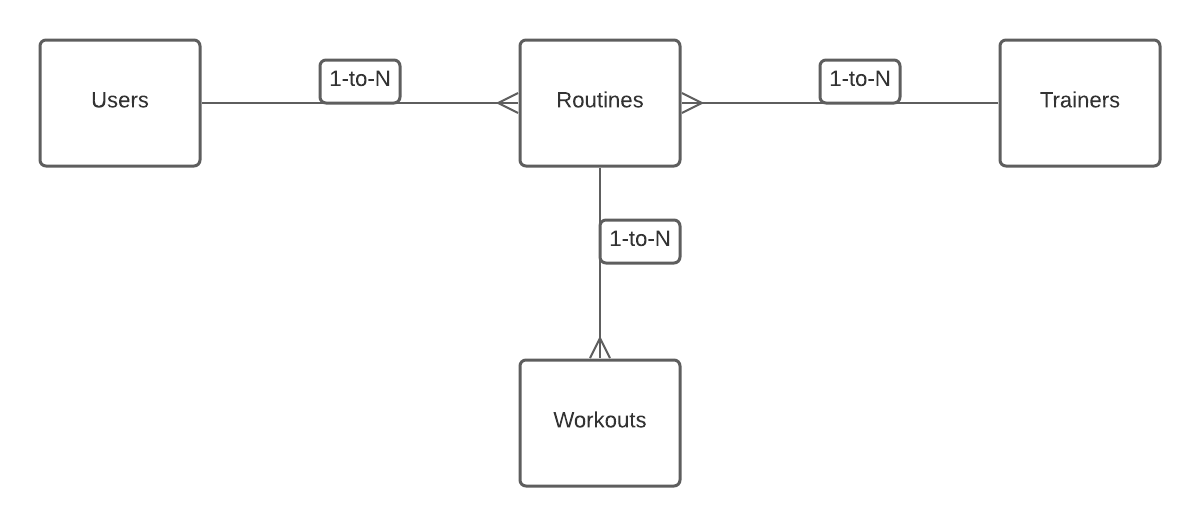 Users
1-to-N
Routines
1-to-N
Trainers
1-to-N
Workouts